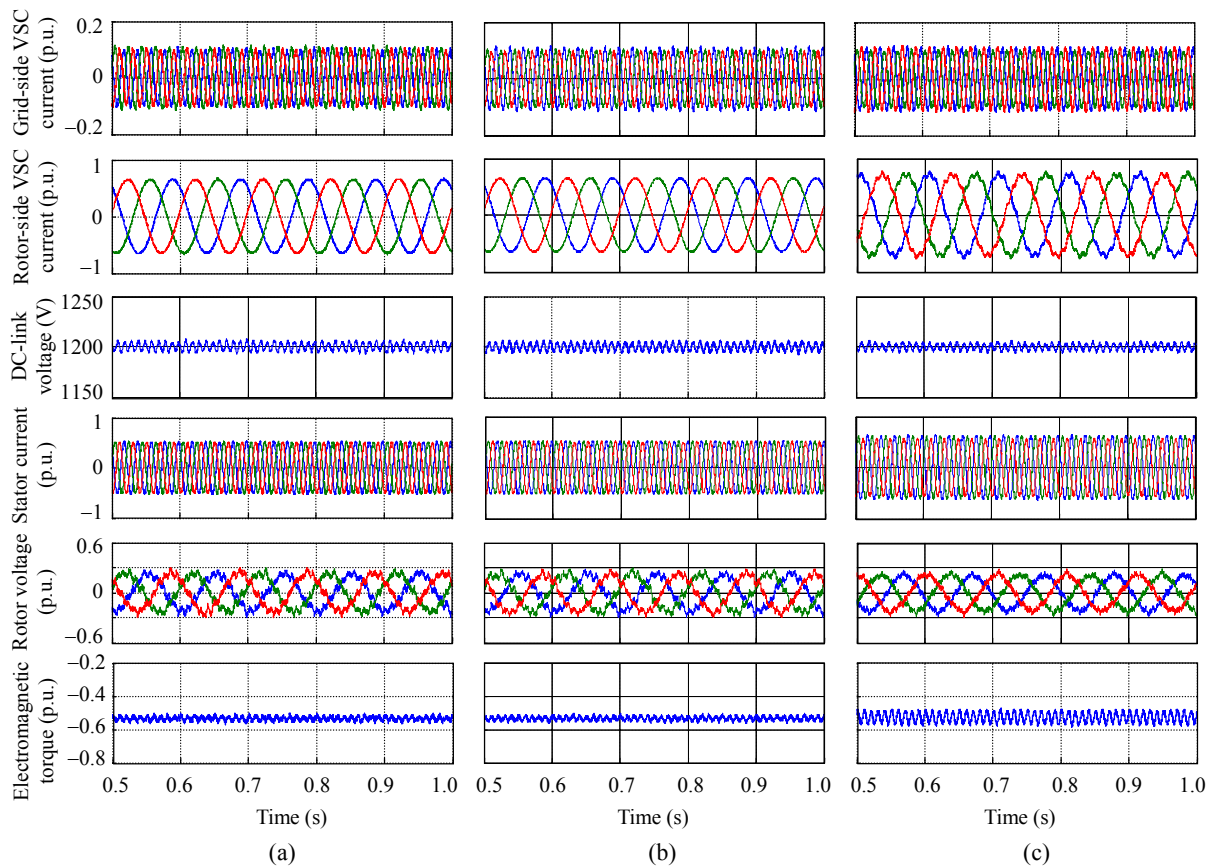 Grid-side VSC
current (p.u.)
0.2
0
–0.2
Rotor-side VSC
current (p.u.)
1
0
–1
DC-link
voltage (V)
1250
1200
1150
Stator current
(p.u.)
1
0
–1
Rotor voltage
(p.u.)
0.6
0
–0.6
Electromagnetic
torque (p.u.)
–0.2
–0.4
–0.6
–0.8
0.5 0.6 0.7 0.8 0.9 1.0
Time (s)
(a)
0.5 0.6 0.7 0.8 0.9 1.0
Time (s)
(b)
0.5 0.6 0.7 0.8 0.9 1.0
Time (s)
(c)